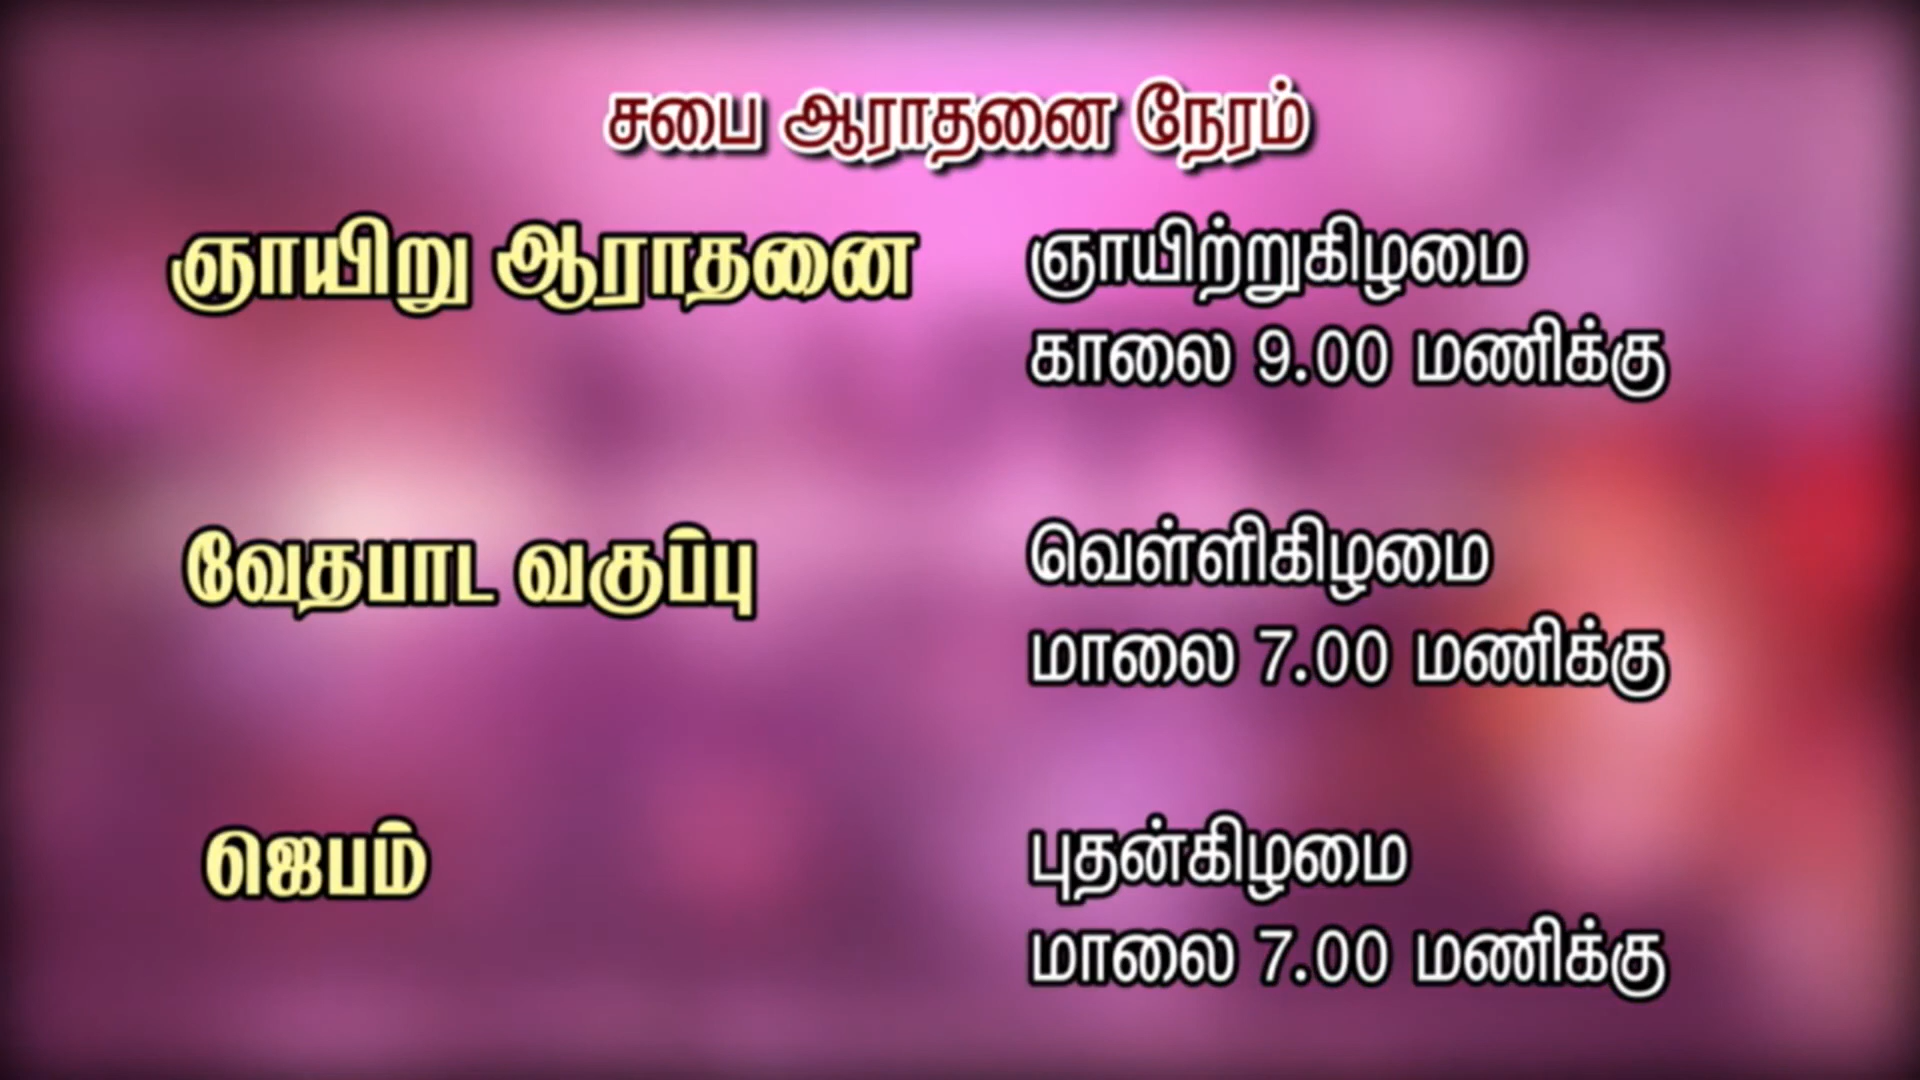 சபை ஆராதனை நேரம்
ஞாயிறு ஆராதனை
ஞாயிற்றுகிழமை
காலை 9.00 மணிக்கு
வேதபாட வகுப்பு
வெள்ளிகிழமை
மாலை 7.00 மணிக்கு
ஜெபம்
புதன்கிழமை
மாலை 7.00 மணிக்கு